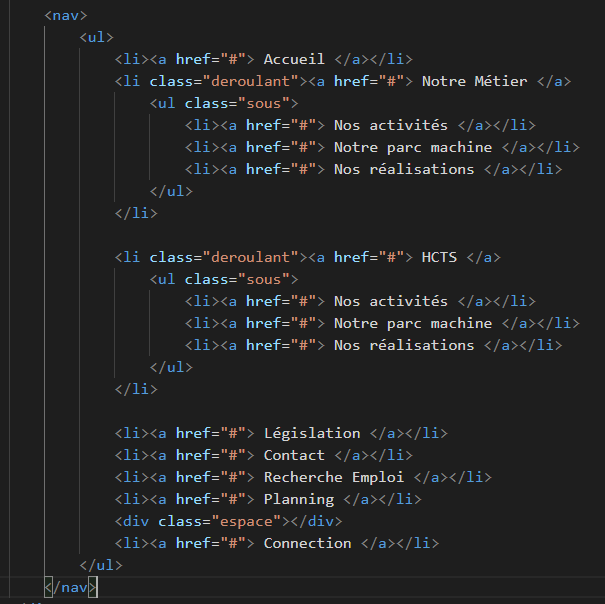 <nav>
<ul>
<li><a href="#"> Accueil </a></li>
<li class="deroulant"><a href="#"> Notre Métier </a>
<ul class="sous">
<li><a href="#"> Nos activités </a></li>
<li><a href="#"> Notre parc machine </a></li>
<li><a href="#"> Nos réalisations </a></li>
</ul>
</li>
<li class="deroulant"><a href="#"> HCTS </a>
<ul class="sous">
<li><a href="#"> Nos activités </a></li>
<li><a href="#"> Notre parc machine </a></li>
<li><a href="#"> Nos réalisations </a></li>
</ul>
</li>
<li><a href="#"> Législation </a></li>
<li><a href="#"> Contact </a></li>
<li><a href="#"> Recherche Emploi </a></li>
<li><a href="#"> Planning </a></li>
<div class="espace"></div>
<li><a href="#"> Connection </a></li>
</ul>
</nav>